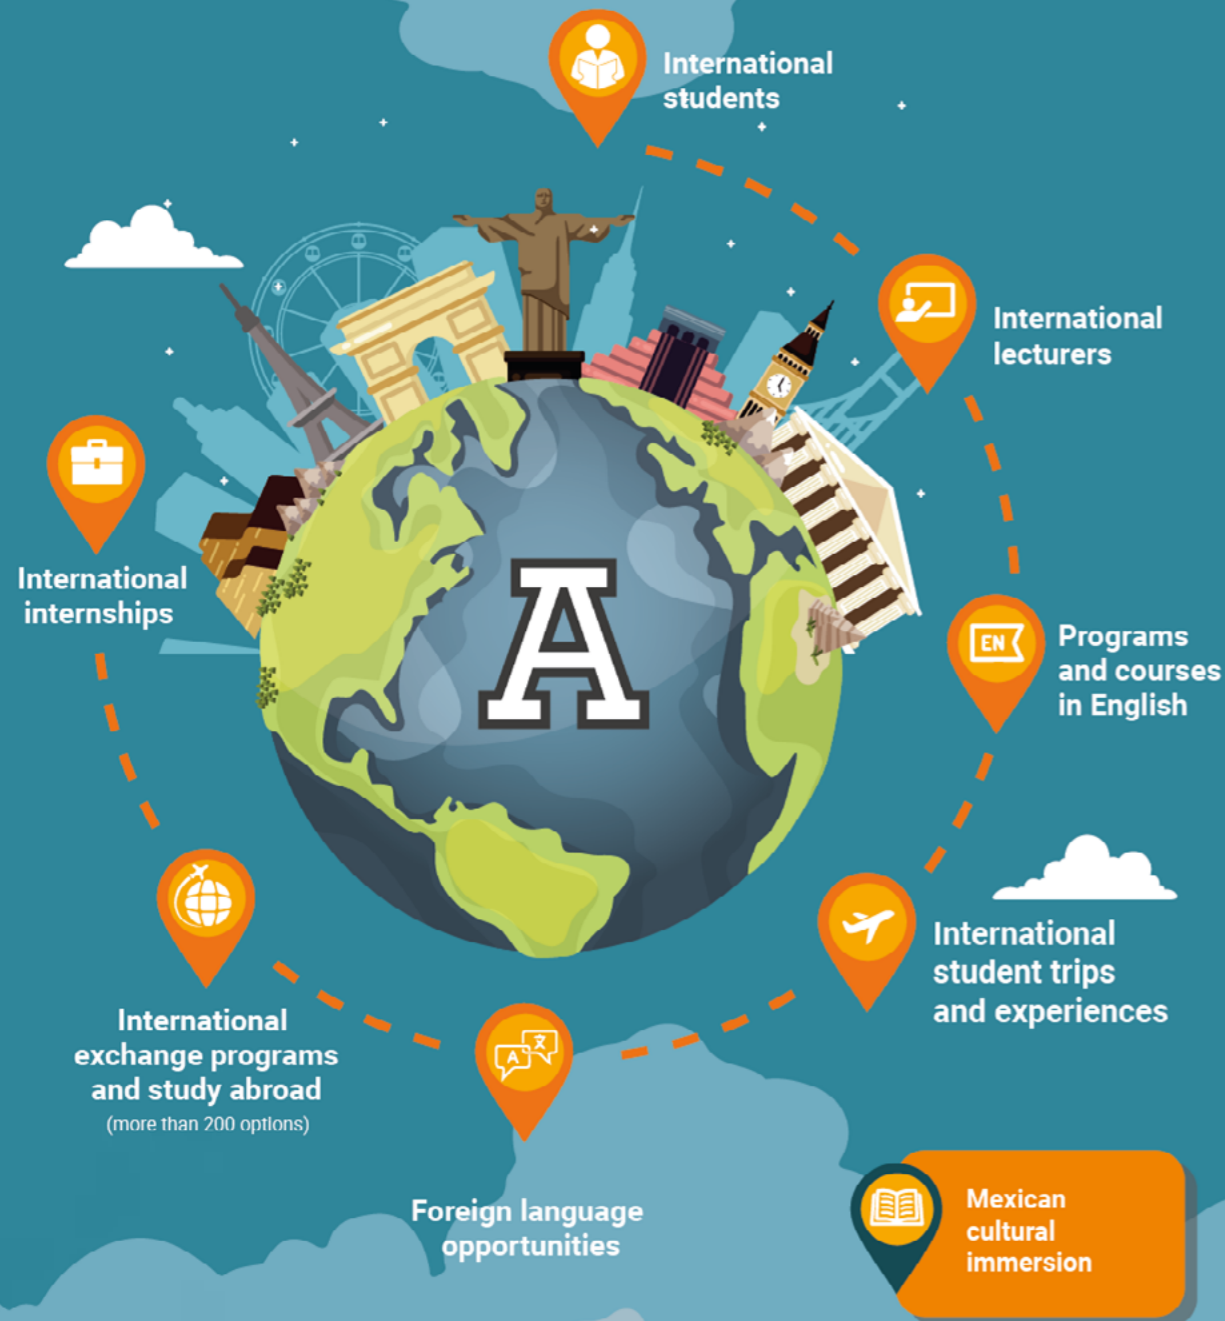 International
students
International
lecturers
EN
Programs
and courses
in English
International
student trips
and experiences
A
International
internships
International
exchange programs
and study abroad
(more than 200 options)
A 文
Foreign language
opportunities
Mexican
cultural
immersion